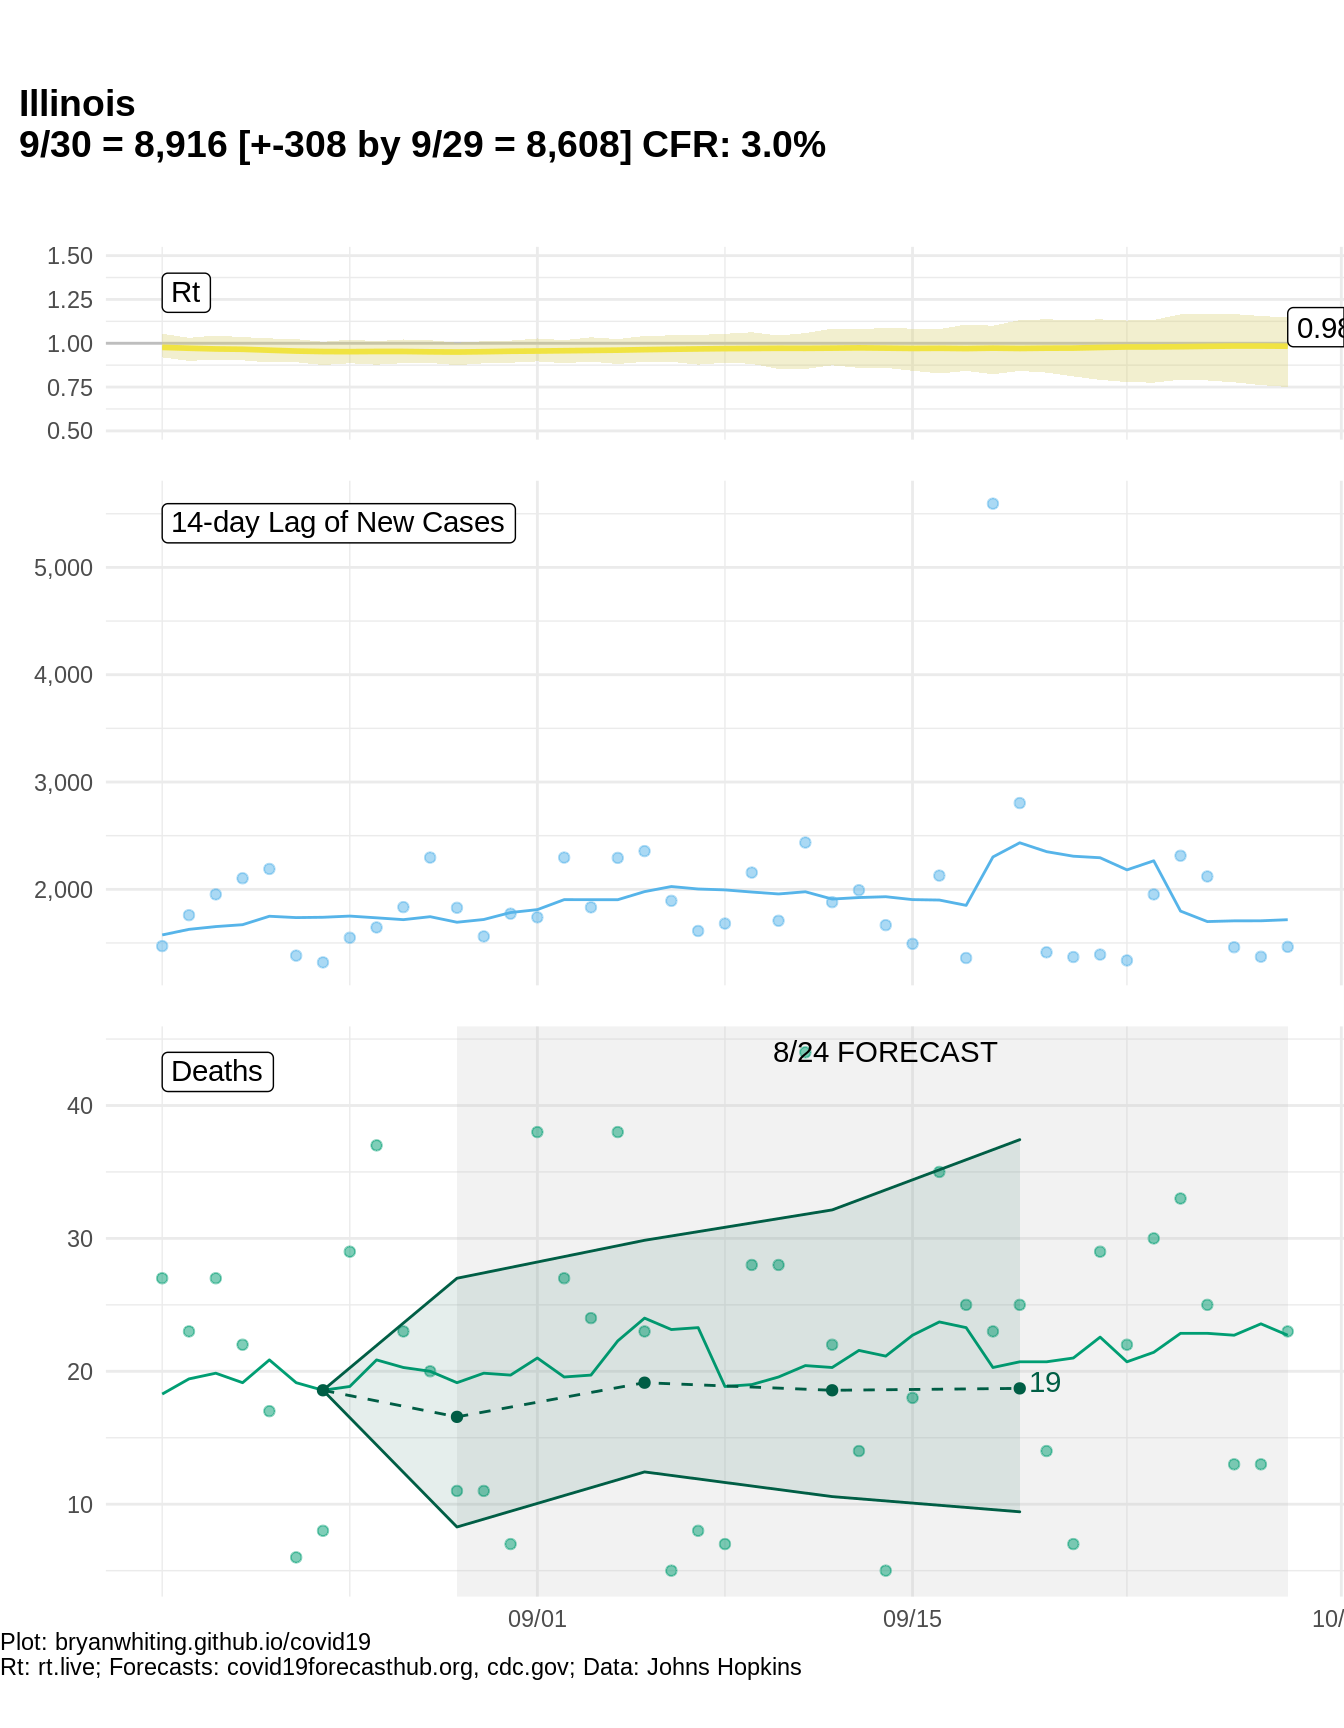 Illinois
9/30 = 8,916 [+-308 by 9/29 = 8,608] CFR: 3.0%
1.50
Rt
1.25
1.00
0.98
0.75
0.50
14-day Lag of New Cases
5,000
4,000
3,000
2,000
8/24 FORECAST
Deaths
40
30
20
19
10
09/01
09/15
10/
Plot: bryanwhiting.github.io/covid19
Rt: rt.live; Forecasts: covid19forecasthub.org, cdc.gov; Data: Johns Hopkins